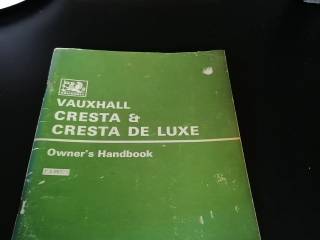 VAUXHALL
CRESTA &
CRESTA DE LUXE
Owner's Handbook